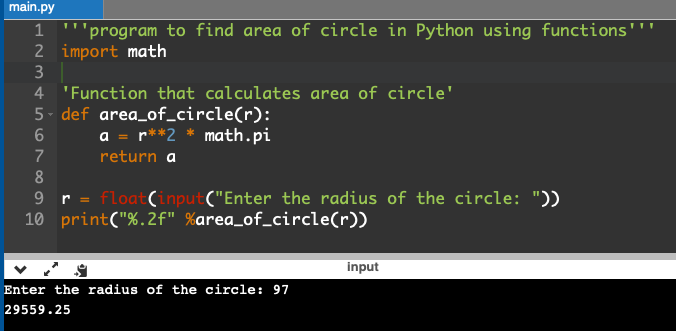 main.py
1 '''program to find area of circle in Python using functions'''
2 import math
3
4 'Function that calculates area of circle'
5 def area_of_circle(r):
6     a = r**2 * math.pi
7     return a
8
9 r = float(input("Enter the radius of the circle: "))
10 print("%.2f" %area_of_circle(r))
input
Enter the radius of the circle: 97
29559.25